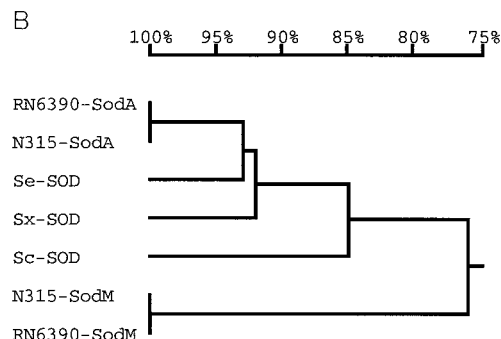 B
100% 95% 90% 85% 80% 75%
RN6390-SodA
N315-SodA
Se-SOD
Sx-SOD
Sc-SOD
N315-SodM
RN6390-SodM